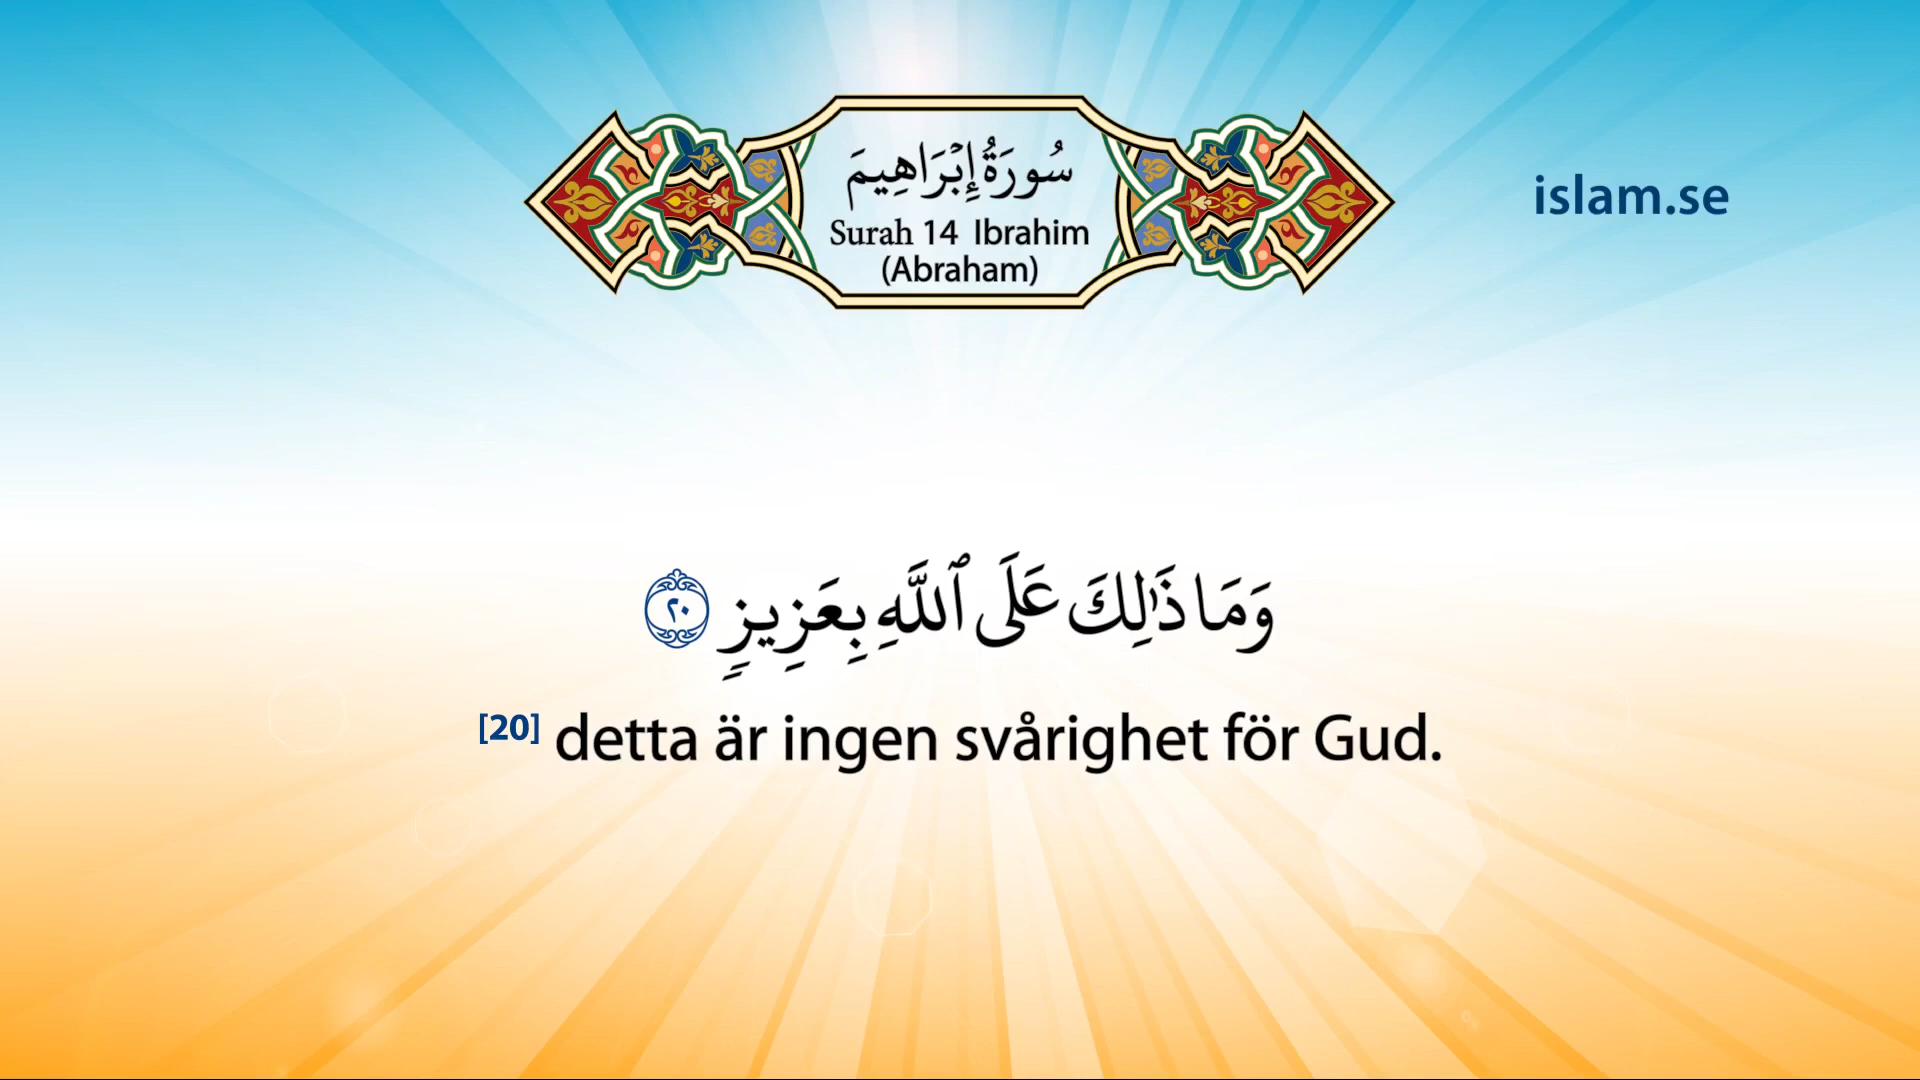 سُورَةُ إِبْرَاهِيمَ
Surah 14 Ibrahim
(Abraham)
islam.se
وَمَا ذَٰلِكَ عَلَى ٱللَّهِ بِعَزِيزٍ ٢٠
[20] detta är ingen svårighet för Gud.